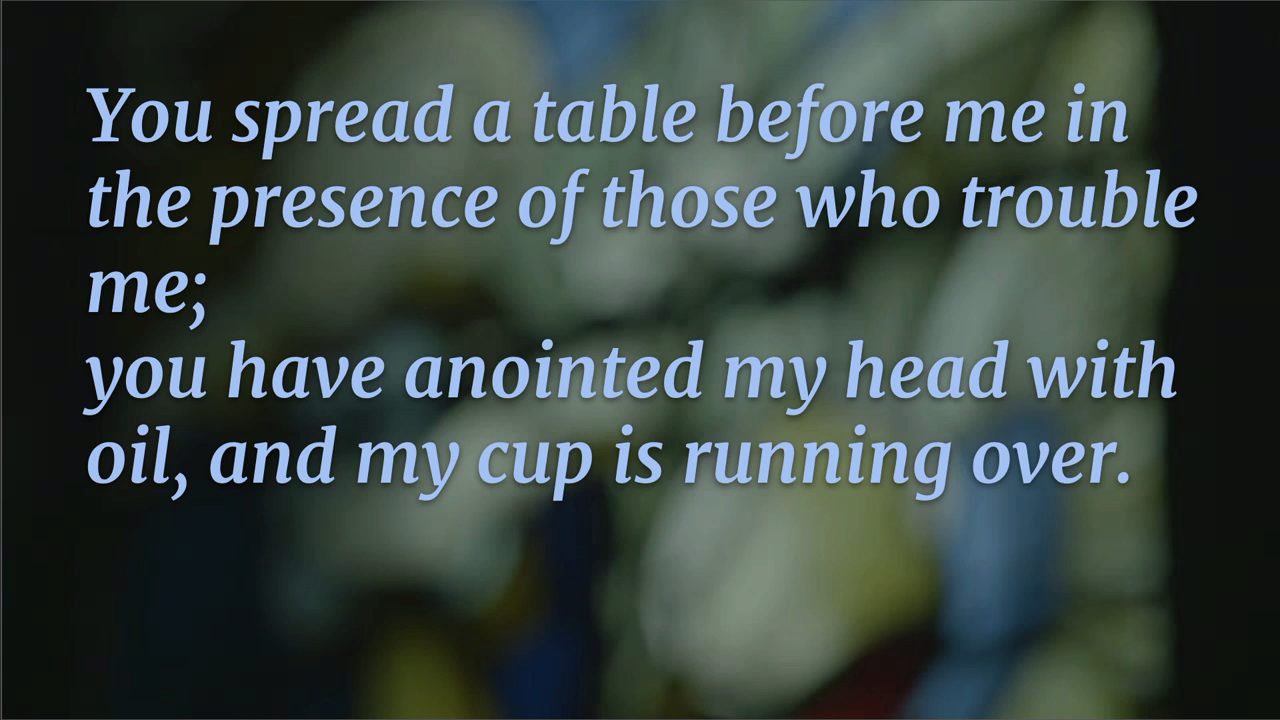 You spread a table before me in
the presence of those who trouble
me;
you have anointed my head with
oil, and my cup is running over.